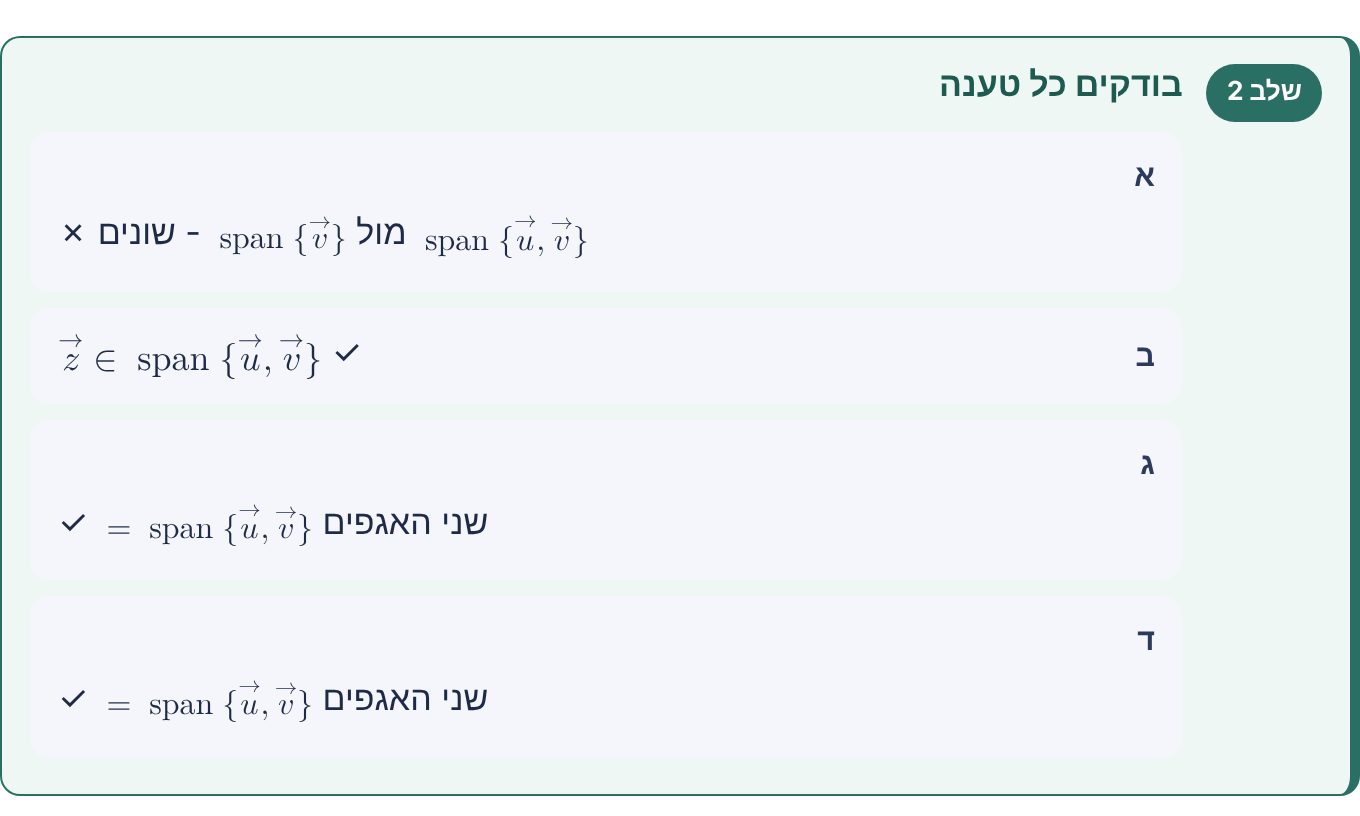 שלב 2
בודקים כל טענה
א
span {u⃗, v⃗} מול span {v⃗} - שונים ×
ב
z⃗ ∈ span {u⃗, v⃗} ✓
ג
שני האגפים = span {u⃗, v⃗} ✓
ד
שני האגפים = span {u⃗, v⃗} ✓